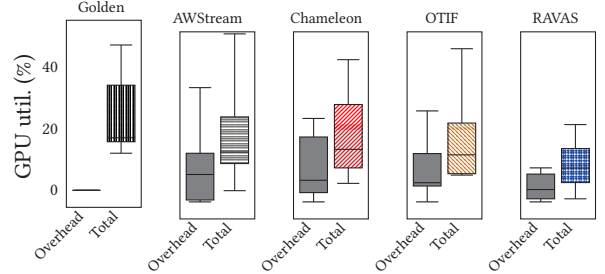 Golden
AWStream
Chameleon
OTIF
RAVAS
GPU util. (%)
40
20
0
Overhead
Total
Overhead
Total
Overhead
Total
Overhead
Total
Overhead
Total